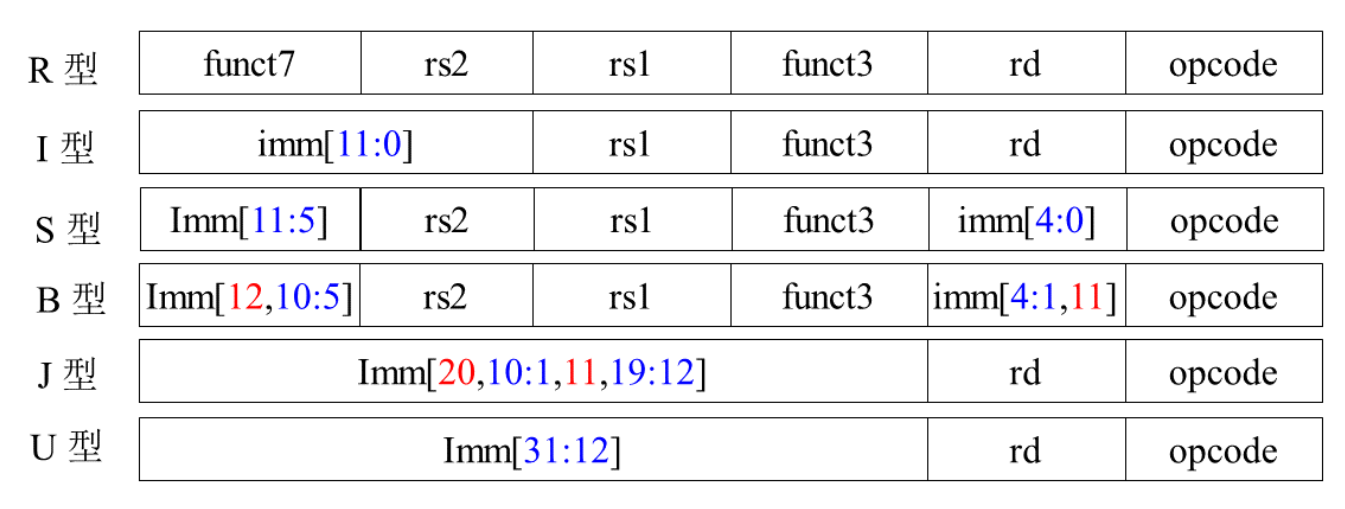 R 型 funct7 rs2 rs1 funct3 rd opcode
I 型 imm[11:0] rs1 funct3 rd opcode
S 型 Imm[11:5] rs2 rs1 funct3 imm[4:0] opcode
B 型 Imm[12,10:5] rs2 rs1 funct3 imm[4:1,11] opcode
J 型 Imm[20,10:1,11,19:12] rd opcode
U 型 Imm[31:12] rd opcode